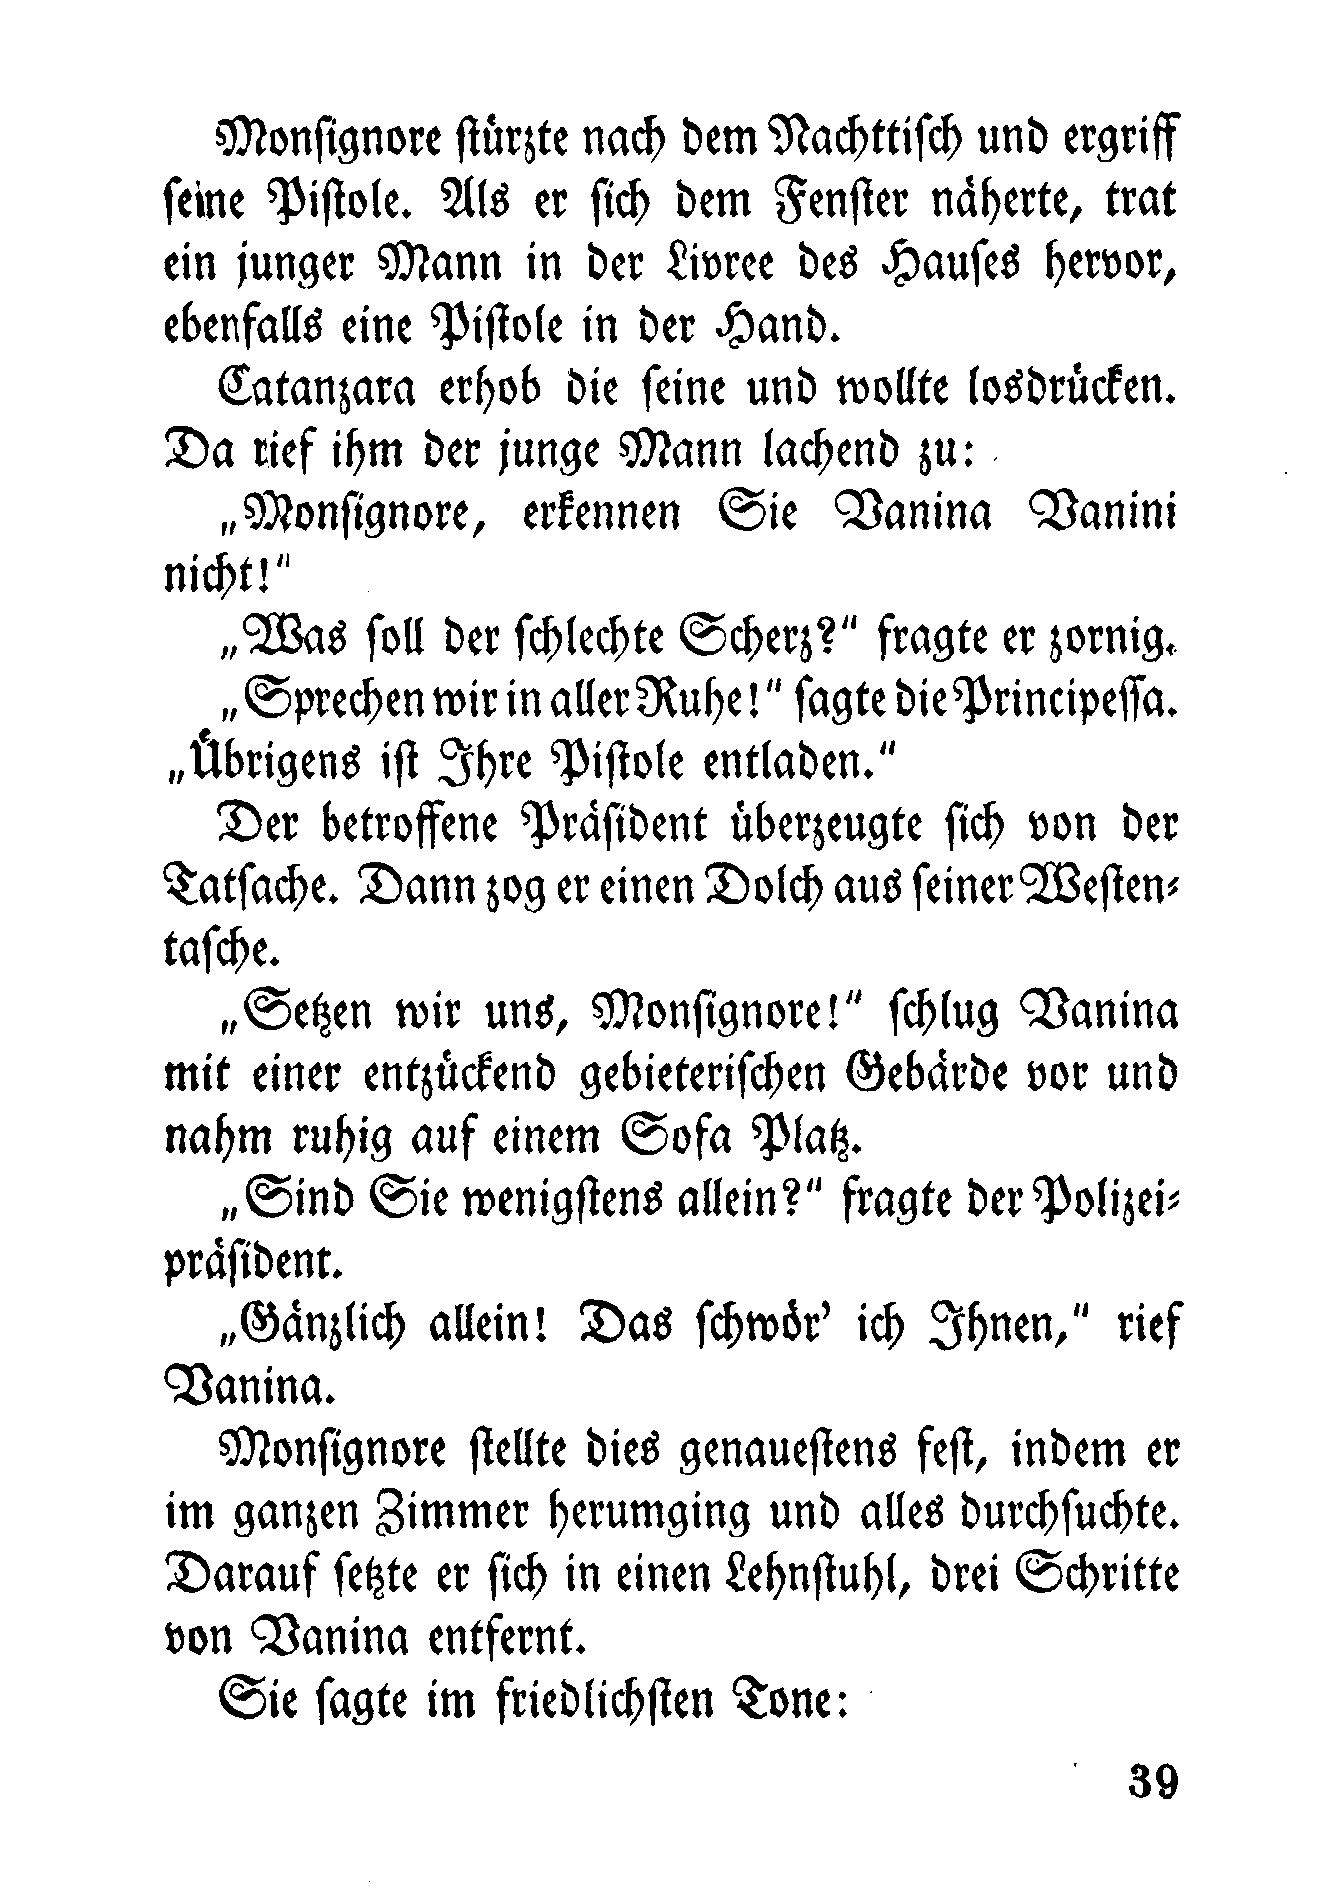 Monsignore stürzte nach dem Nachttisch und ergriff
seine Pistole. Als er sich dem Fenster näherte, trat
ein junger Mann in der Livree des Hauses hervor,
ebenfalls eine Pistole in der Hand.
Catanzara erhob die seine und wollte losdrücken.
Da rief ihm der junge Mann lachend zu:
„Monsignore, erkennen Sie Vanina Vanini
nicht!“
„Was soll der schlechte Scherz?“ fragte er zornig.
„Sprechen wir in aller Ruhe!“ sagte die Principessa.
„Übrigens ist Ihre Pistole entladen.“
Der betroffene Präsident überzeugte sich von der
Tatsache. Dann zog er einen Dolch aus seiner Westen-
tasche.
„Setzen wir uns, Monsignore!“ schlug Vanina
mit einer entzückend gebieterischen Gebärde vor und
nahm ruhig auf einem Sofa Platz.
„Sind Sie wenigstens allein?“ fragte der Polizei-
präsident.
„Gänzlich allein! Das schwör’ ich Ihnen,“ rief
Vanina.
Monsignore stellte dies genauestens fest, indem er
im ganzen Zimmer herumging und alles durchsuchte.
Darauf setzte er sich in einen Lehnstuhl, drei Schritte
von Vanina entfernt.
Sie sagte im friedlichsten Tone:
39